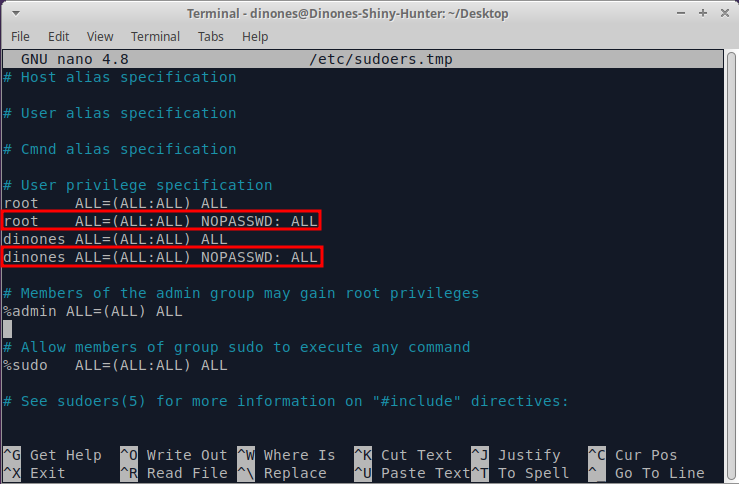 Terminal - dinones@Dinones-Shiny-Hunter: ~/Desktop
File Edit View Terminal Tabs Help
GNU nano 4.8 /etc/sudoers.tmp
# Host alias specification
# User alias specification
# Cmnd alias specification
# User privilege specification
root ALL=(ALL:ALL) ALL
root ALL=(ALL:ALL) NOPASSWD: ALL
dinones ALL=(ALL:ALL) ALL
dinones ALL=(ALL:ALL) NOPASSWD: ALL
# Members of the admin group may gain root privileges
%admin ALL=(ALL) ALL
# Allow members of group sudo to execute any command
%sudo ALL=(ALL:ALL) ALL
# See sudoers(5) for more information on "#include" directives:
^G Get Help ^O Write Out ^W Where Is ^K Cut Text ^J Justify ^C Cur Pos
^X Exit ^R Read File ^\ Replace ^U Paste Text ^T To Spell ^_ Go To Line